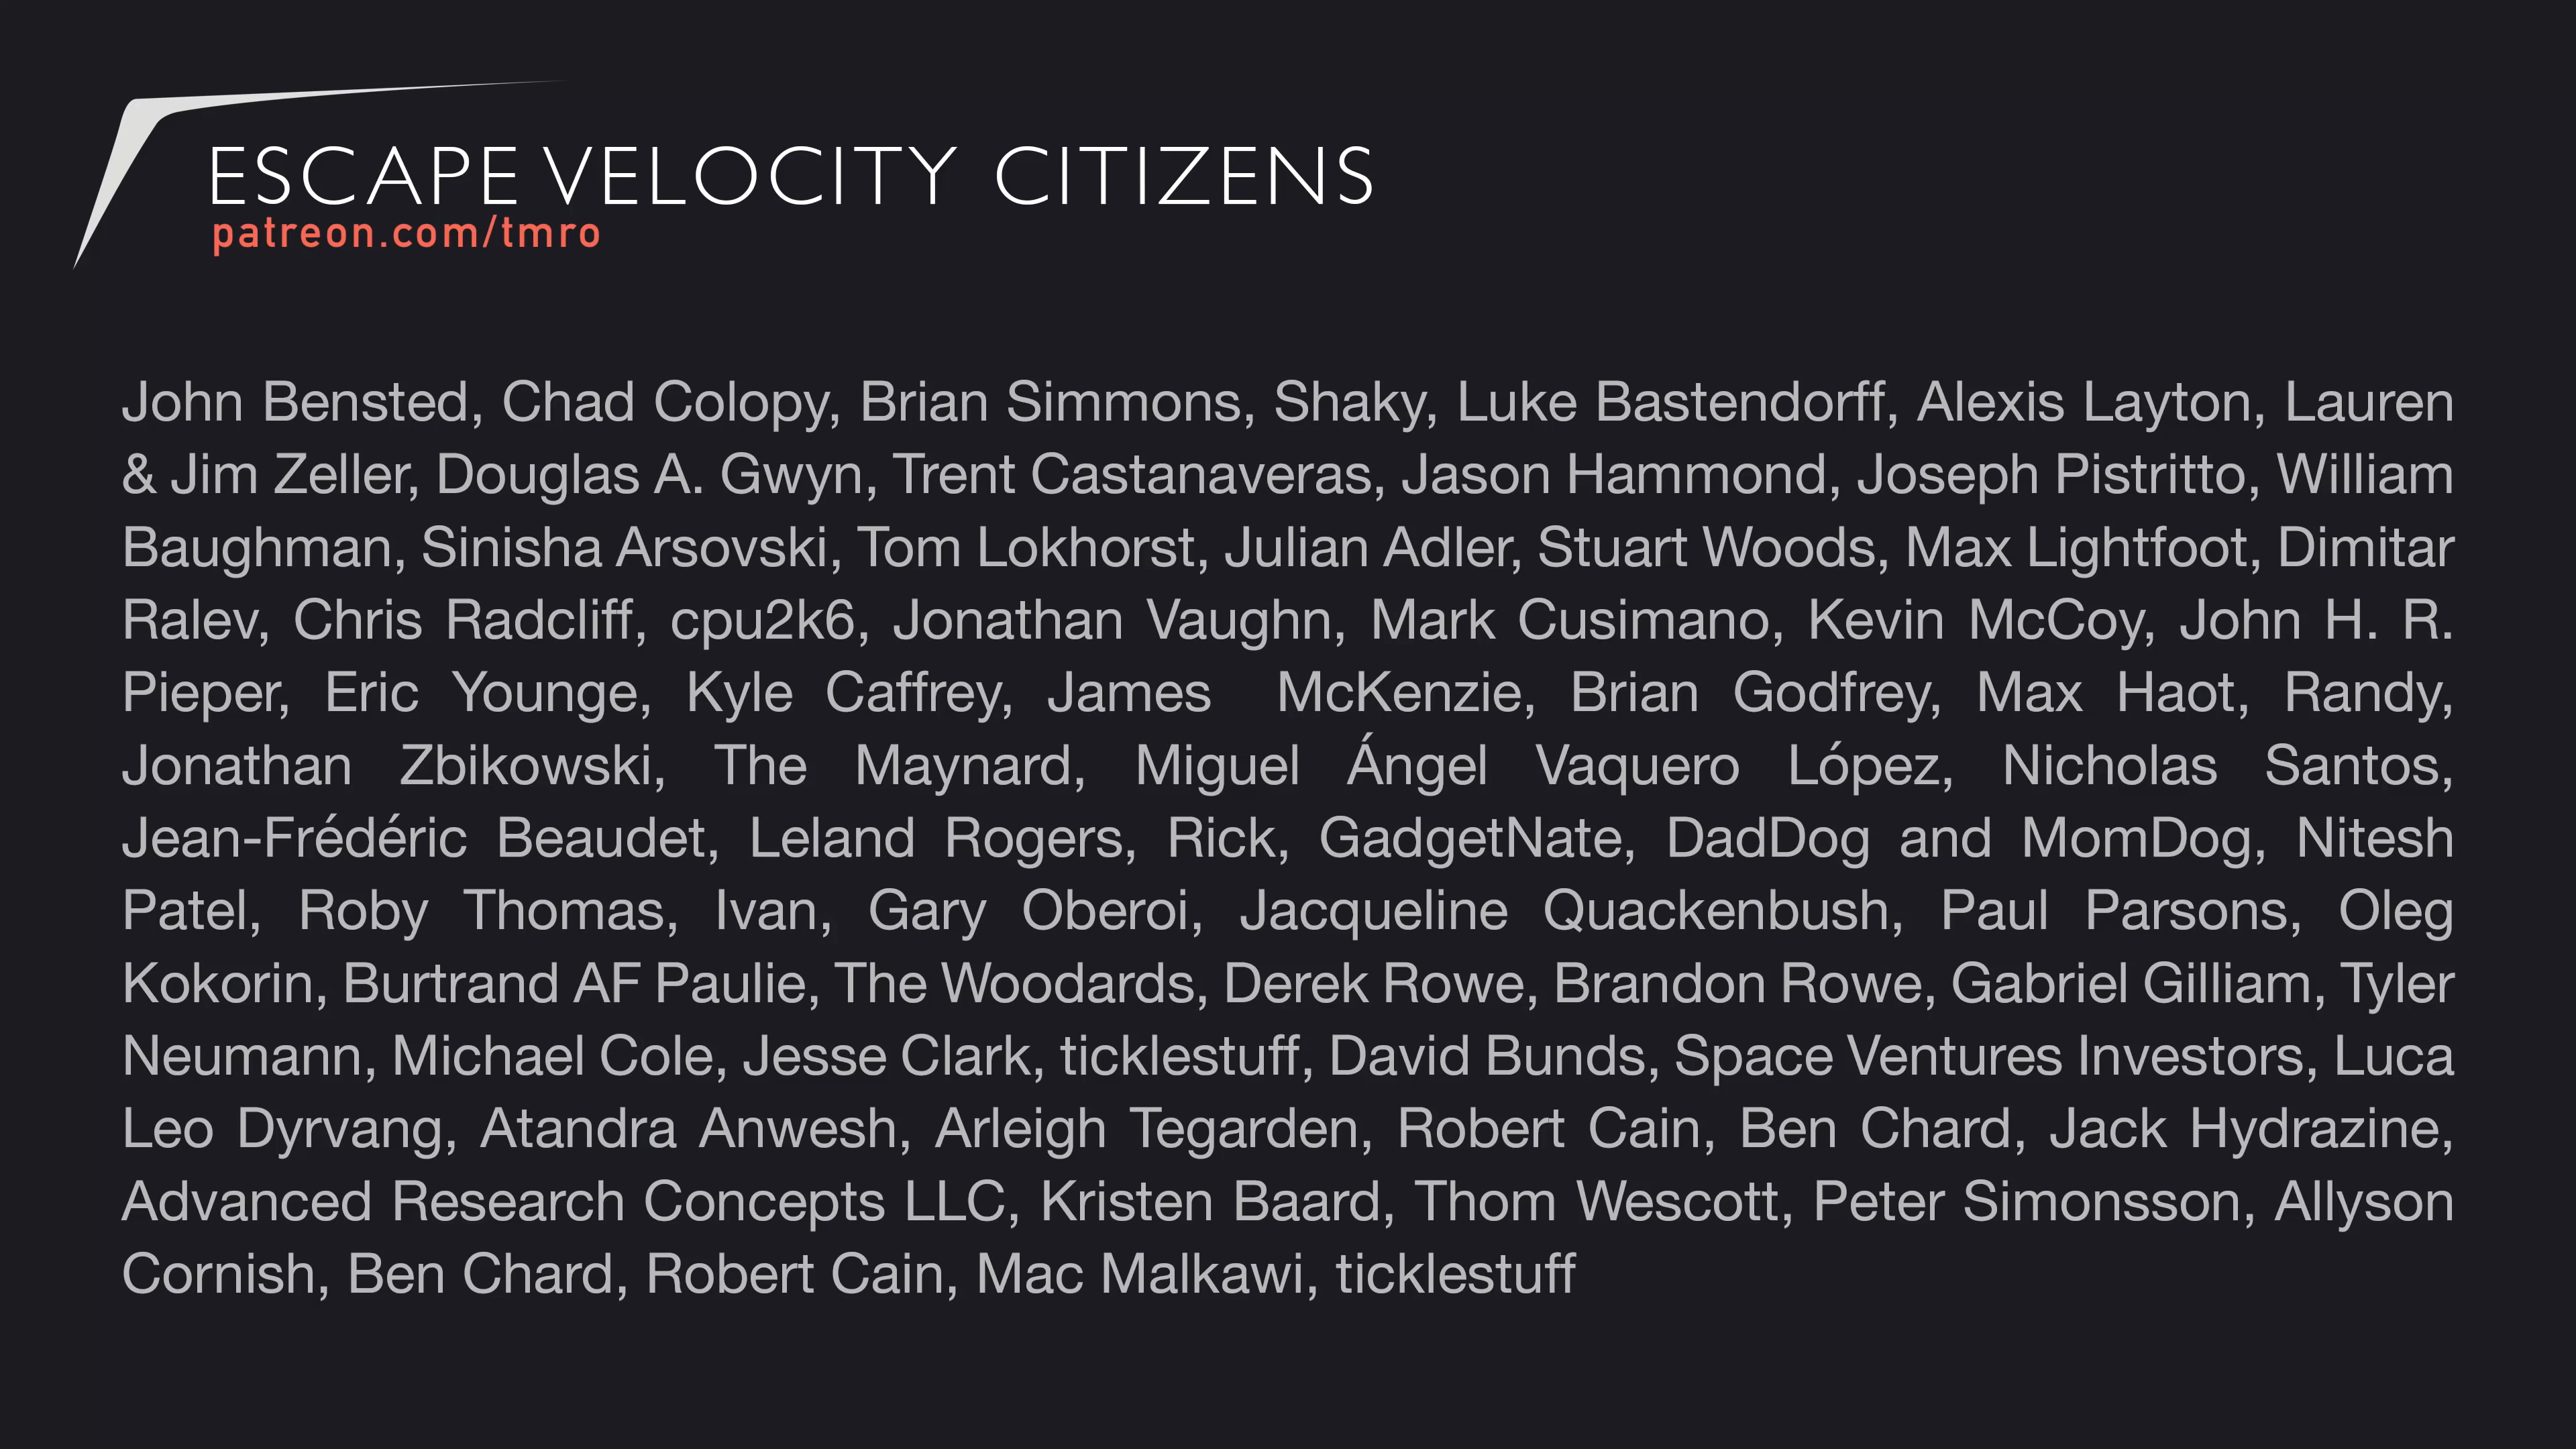 ESCAPE VELOCITY CITIZENS
patreon.com/tmro
John Bensted, Chad Colopy, Brian Simmons, Shaky, Luke Bastendorff, Alexis Layton, Lauren
& Jim Zeller, Douglas A. Gwyn, Trent Castanaveras, Jason Hammond, Joseph Pistritto, William
Baughman, Sinisha Arsovski, Tom Lokhorst, Julian Adler, Stuart Woods, Max Lightfoot, Dimitar
Ralev, Chris Radcliff, cpu2k6, Jonathan Vaughn, Mark Cusimano, Kevin McCoy, John H. R.
Pieper, Eric Younge, Kyle Caffrey, James  McKenzie, Brian Godfrey, Max Haot, Randy,
Jonathan Zbikowski, The Maynard, Miguel Ángel Vaquero López, Nicholas Santos,
Jean-Frédéric Beaudet, Leland Rogers, Rick, GadgetNate, DadDog and MomDog, Nitesh
Patel, Roby Thomas, Ivan, Gary Oberoi, Jacqueline Quackenbush, Paul Parsons, Oleg
Kokorin, Burtrand AF Paulie, The Woodards, Derek Rowe, Brandon Rowe, Gabriel Gilliam, Tyler
Neumann, Michael Cole, Jesse Clark, ticklestuff, David Bunds, Space Ventures Investors, Luca
Leo Dyrvang, Atandra Anwesh, Arleigh Tegarden, Robert Cain, Ben Chard, Jack Hydrazine,
Advanced Research Concepts LLC, Kristen Baard, Thom Wescott, Peter Simonsson, Allyson
Cornish, Ben Chard, Robert Cain, Mac Malkawi, ticklestuff